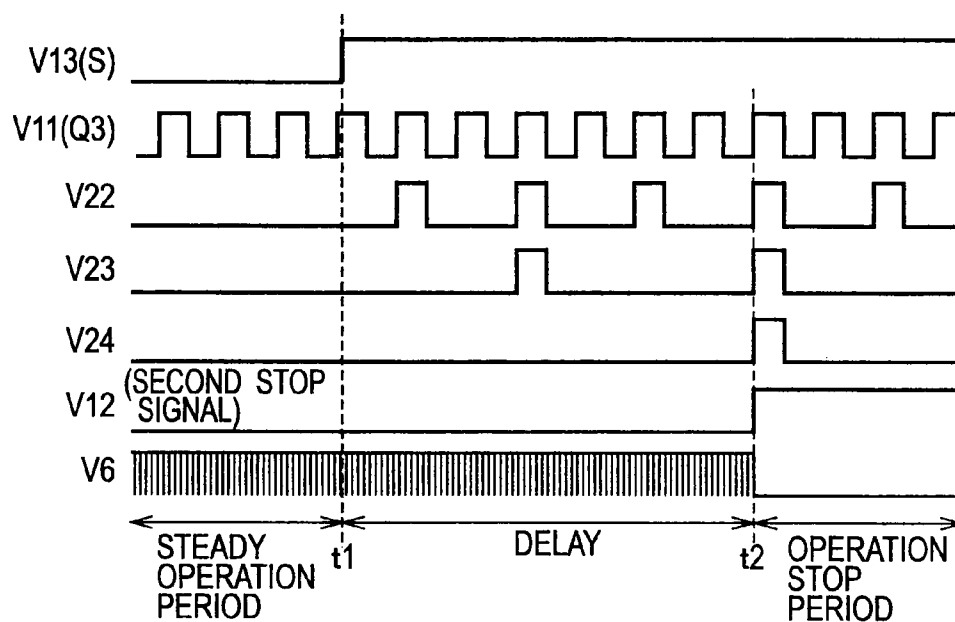 V13(S)
V11(Q3)
V22
V23
V24
(SECOND STOP
SIGNAL)
V12
V6
STEADY
OPERATION
PERIOD
t1
DELAY
t2
OPERATION
STOP
PERIOD